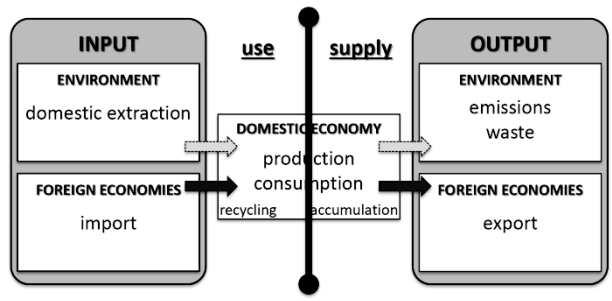 INPUT
ENVIRONMENT
domestic extraction
FOREIGN ECONOMIES
import
use
supply
DOMESTIC ECONOMY
production
consumption
recycling
accumulation
OUTPUT
ENVIRONMENT
emissions
waste
FOREIGN ECONOMIES
export